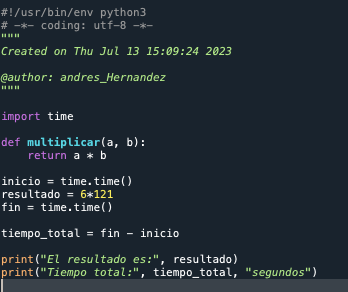 #!/usr/bin/env python3
# -*- coding: utf-8 -*-
"""
Created on Thu Jul 13 15:09:24 2023

@author: andres_Hernandez
"""

import time

def multiplicar(a, b):
    return a * b

inicio = time.time()
resultado = 6*121
fin = time.time()

tiempo_total = fin - inicio

print("El resultado es:", resultado)
print("Tiempo total:", tiempo_total, "segundos")